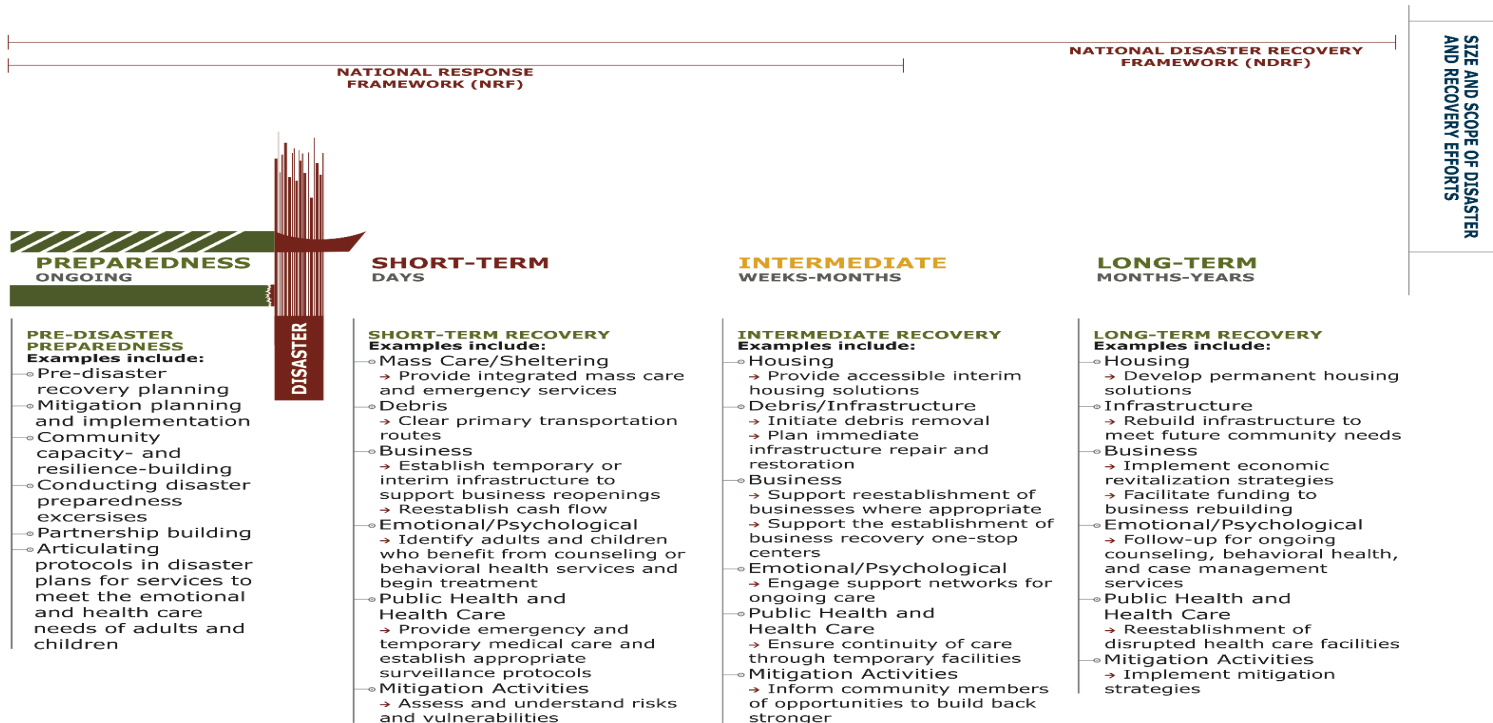 NATIONAL DISASTER RECOVERY
FRAMEWORK (NDRF)
NATIONAL RESPONSE
FRAMEWORK (NRF)
SIZE AND SCOPE OF DISASTER
AND RECOVERY EFFORTS
PREPAREDNESS
ONGOING
SHORT-TERM
DAYS
INTERMEDIATE
WEEKS-MONTHS
LONG-TERM
MONTHS-YEARS
DISASTER
PRE-DISASTER
PREPAREDNESS
Examples include:
Pre-disaster
recovery planning
Mitigation planning
and implementation
Community
capacity- and
resilience-building
Conducting disaster
preparedness
excersises
Partnership building
Articulating
protocols in disaster
plans for services to
meet the emotional
and health care
needs of adults and
children
SHORT-TERM RECOVERY
Examples include:
Mass Care/Sheltering
→ Provide integrated mass care
and emergency services
Debris
→ Clear primary transportation
routes
Business
→ Establish temporary or
interim infrastructure to
support business reopenings
→ Reestablish cash flow
Emotional/Psychological
→ Identify adults and children
who benefit from counseling or
behavioral health services and
begin treatment
Public Health and
Health Care
→ Provide emergency and
temporary medical care and
establish appropriate
surveillance protocols
Mitigation Activities
→ Assess and understand risks
and vulnerabilities
INTERMEDIATE RECOVERY
Examples include:
Housing
→ Provide accessible interim
housing solutions
Debris/Infrastructure
→ Initiate debris removal
→ Plan immediate
infrastructure repair and
restoration
Business
→ Support reestablishment of
businesses where appropriate
→ Support the establishment of
business recovery one-stop
centers
Emotional/Psychological
→ Engage support networks for
ongoing care
Public Health and
Health Care
→ Ensure continuity of care
through temporary facilities
Mitigation Activities
→ Inform community members
of opportunities to build back
stronger
LONG-TERM RECOVERY
Examples include:
Housing
→ Develop permanent housing
solutions
Infrastructure
→ Rebuild infrastructure to
meet future community needs
Business
→ Implement economic
revitalization strategies
→ Facilitate funding to
business rebuilding
Emotional/Psychological
→ Follow-up for ongoing
counseling, behavioral health,
and case management
services
Public Health and
Health Care
→ Reestablishment of
disrupted health care facilities
Mitigation Activities
→ Implement mitigation
strategies